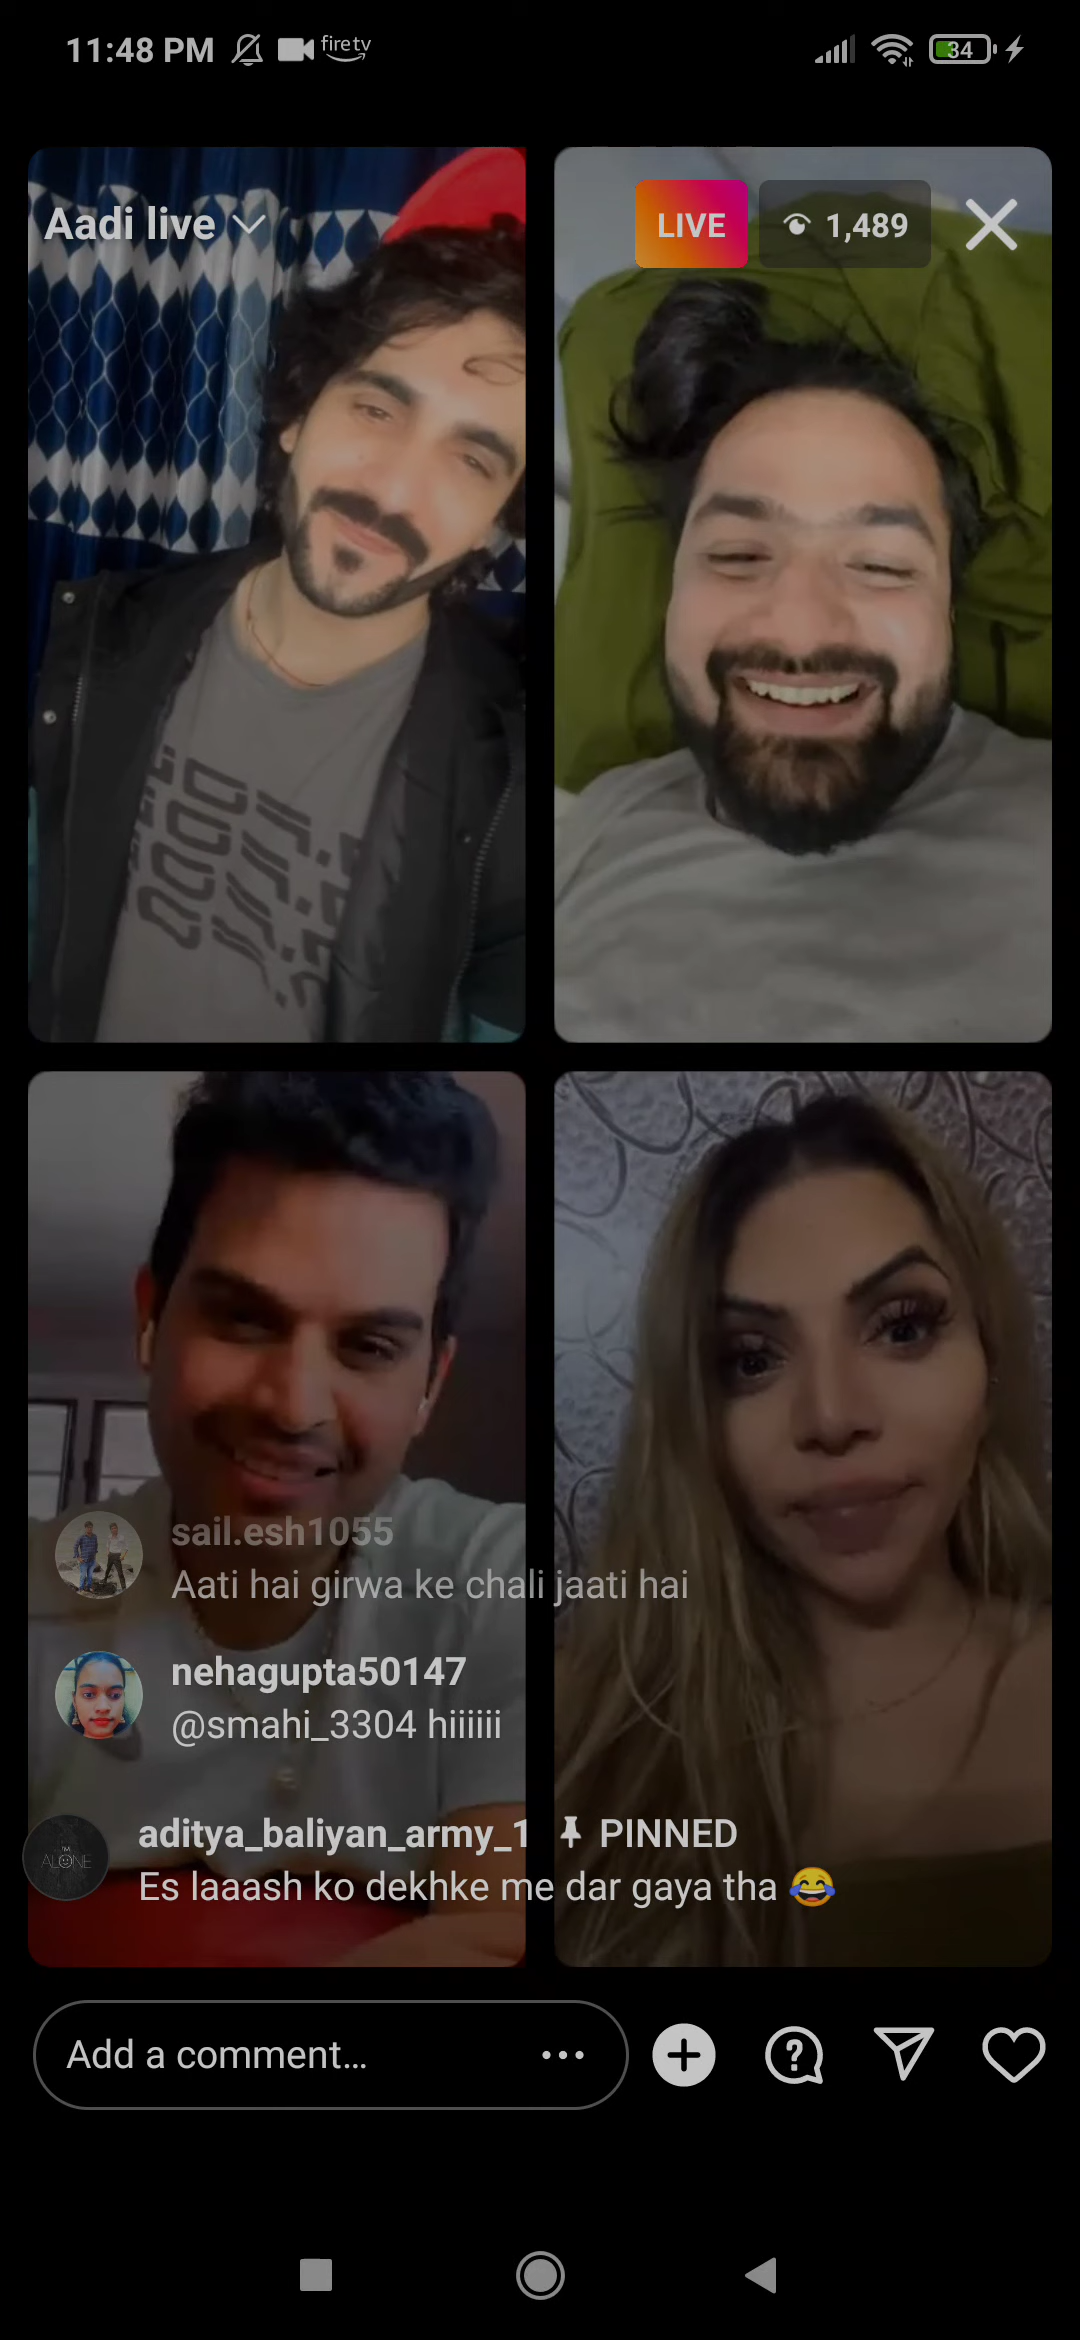 11:48 PM firetv 34
Aadi live LIVE 1,489
sail.esh1055
Aati hai girwa ke chali jaati hai
nehagupta50147
@smahi_3304 hiiiiii
aditya_baliyan_army_1 PINNED
ALONE
Es laaash ko dekhke me dar gaya tha 😂
Add a comment...